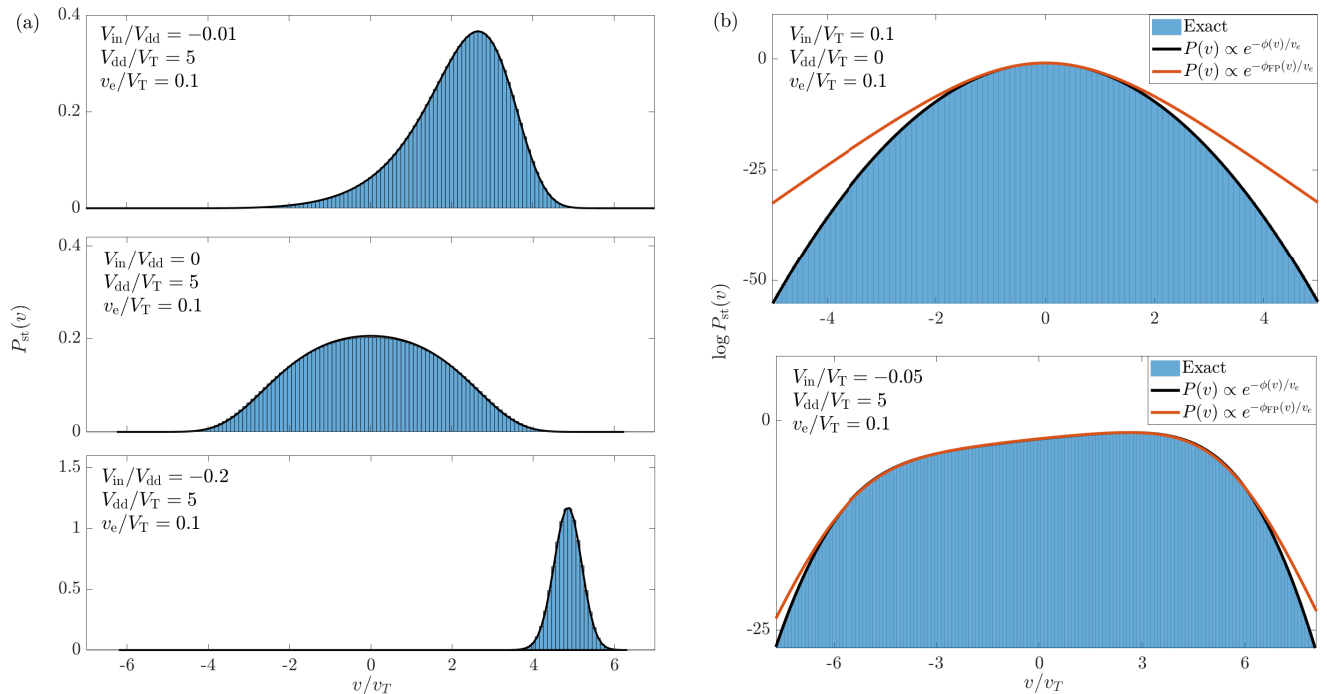 (a)
0.4
0.2
0
V_in/V_dd = −0.01
V_dd/V_T = 5
v_e/V_T = 0.1
0.4
0.2
0
V_in/V_dd = 0
V_dd/V_T = 5
v_e/V_T = 0.1
P_st(v)
1.5
1
0.5
0
V_in/V_dd = −0.2
V_dd/V_T = 5
v_e/V_T = 0.1
-6 -4 -2 0 2 4 6
v/v_T
(b)
0
-25
-50
V_in/V_T = 0.1
V_dd/V_T = 0
v_e/V_T = 0.1
Exact
P(v) ∝ e^{−ϕ(v)/v_e}
P(v) ∝ e^{−ϕ_FP(v)/v_e}
-4 -2 0 2 4
log P_st(v)
0
-25
V_in/V_T = −0.05
V_dd/V_T = 5
v_e/V_T = 0.1
Exact
P(v) ∝ e^{−ϕ(v)/v_e}
P(v) ∝ e^{−ϕ_FP(v)/v_e}
-6 -3 0 3 6
v/v_T